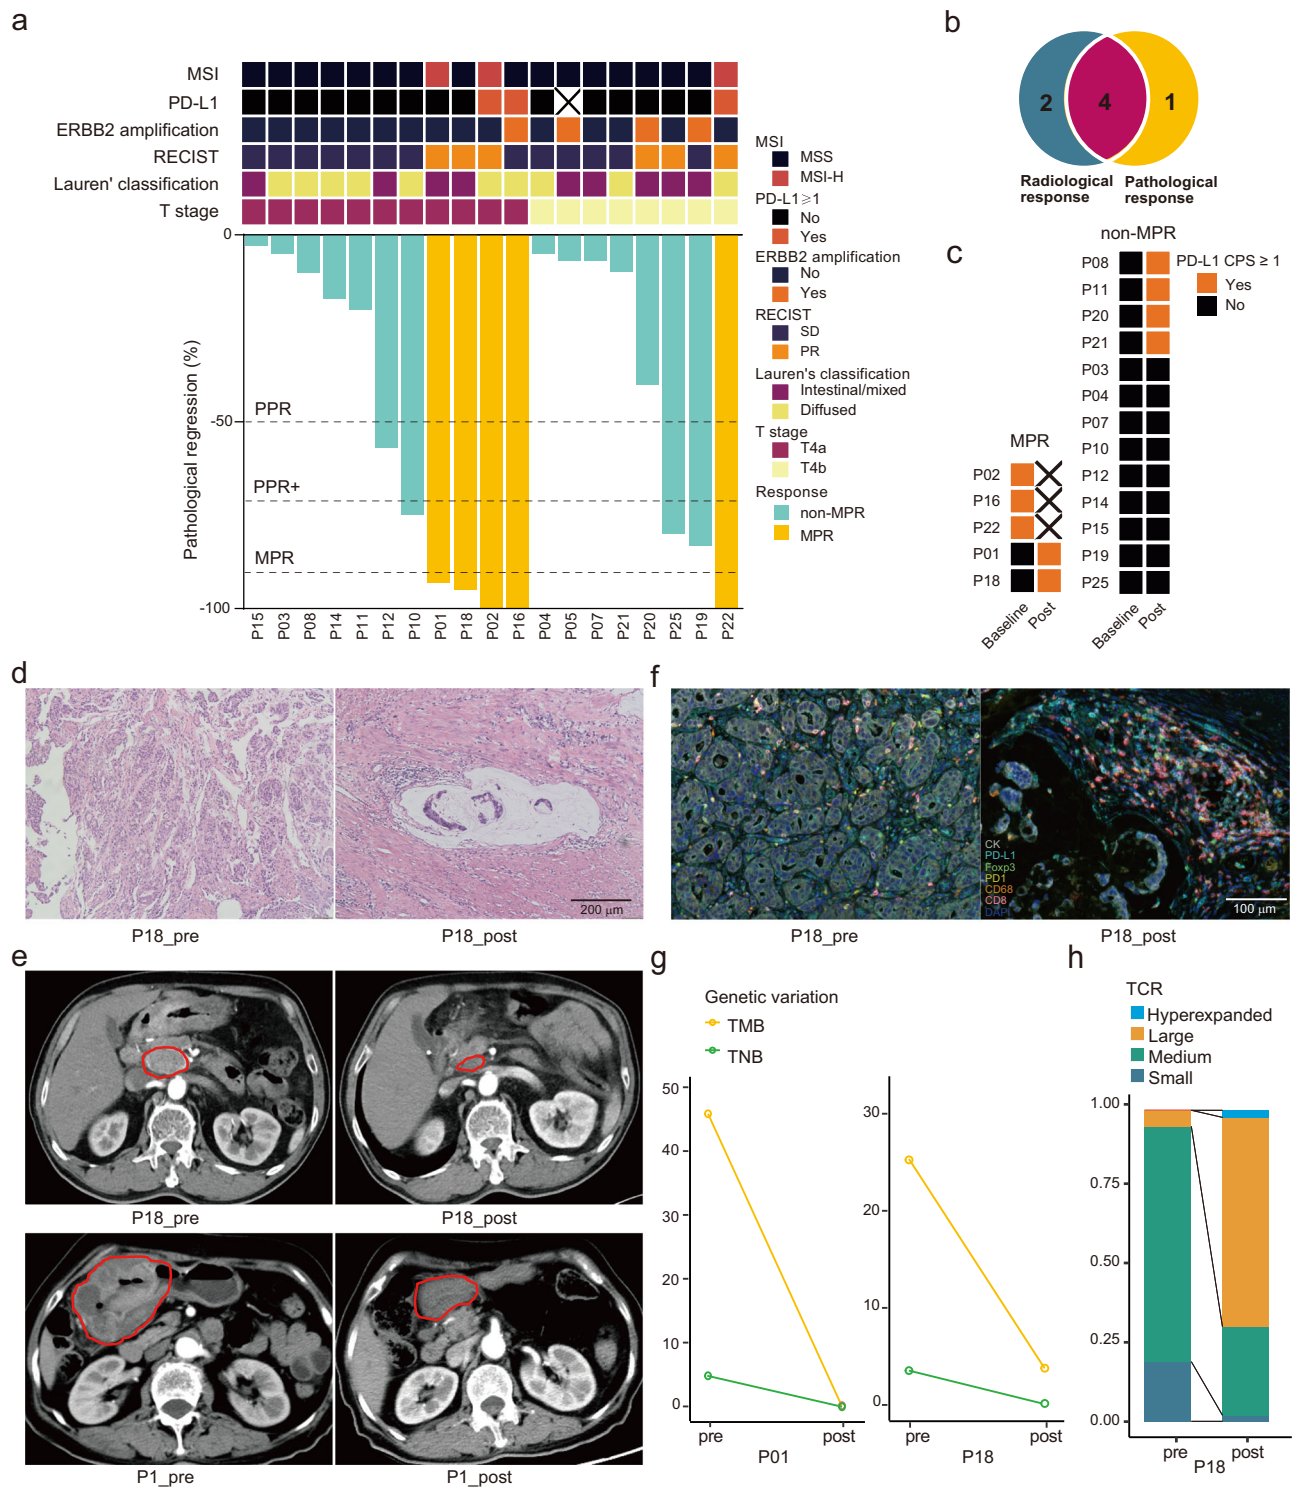 a
MSI
PD-L1
ERBB2 amplification
RECIST
Lauren' classification
T stage
0
-50
-100
Pathological regression (%)
PPR
PPR+
MPR
P15 P03 P08 P14 P11 P12 P10 P01 P18 P02 P16 P04 P05 P07 P21 P20 P25 P19 P22
MSI
MSS
MSI-H
PD-L1⩾1
No
Yes
ERBB2 amplification
No
Yes
RECIST
SD
PR
Lauren's classification
Intestinal/mixed
Diffused
T stage
T4a
T4b
Response
non-MPR
MPR
b
2 4 1
Radiological response
Pathological response
c
MPR
P02
P16
P22
P01
P18
Baseline Post
non-MPR
P08
P11
P20
P21
P03
P04
P07
P10
P12
P14
P15
P19
P25
Baseline Post
PD-L1 CPS ≥ 1
Yes
No
d
200 μm
P18_pre P18_post
f
CK
PD-L1
Foxp3
PD1
CD68
CD8
DAPI
100 μm
P18_pre P18_post
e
P18_pre P18_post
P1_pre P1_post
g
Genetic variation
TMB
TNB
50
40
30
20
10
0
pre post
P01
30
20
10
0
pre post
P18
h
TCR
Hyperexpanded
Large
Medium
Small
1.00
0.75
0.50
0.25
0.00
pre post
P18